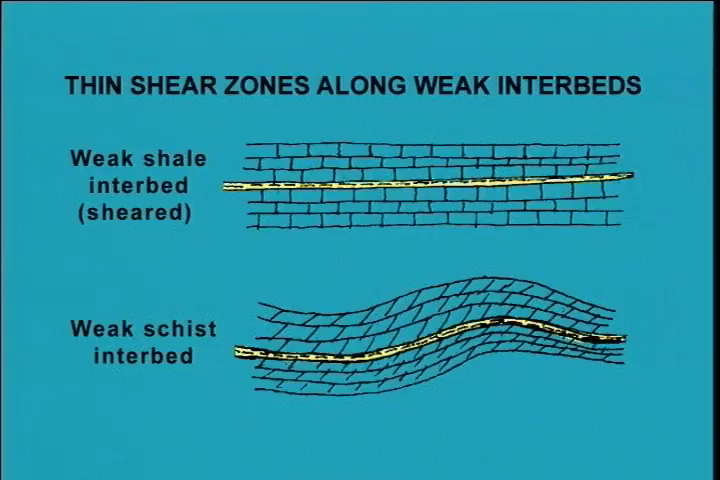 THIN SHEAR ZONES ALONG WEAK INTERBEDS
Weak shale
interbed
(sheared)
Weak schist
interbed